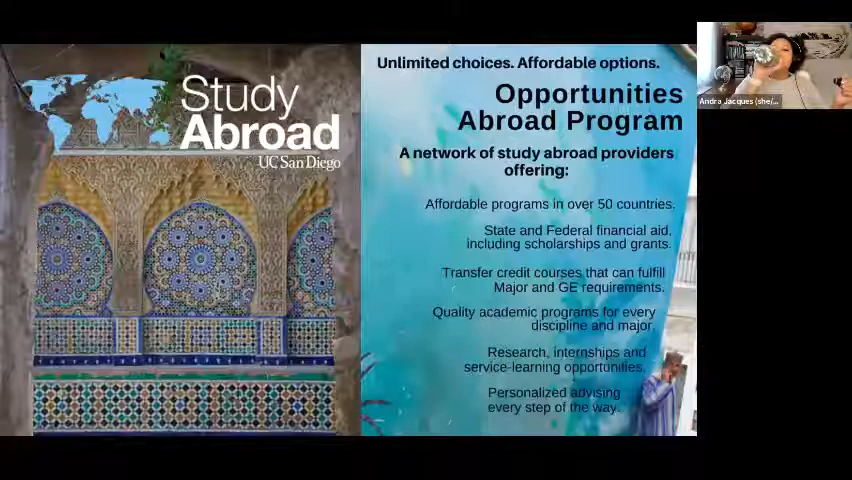 Study
Abroad
UC San Diego
Unlimited choices. Affordable options.
Opportunities
Abroad Program
A network of study abroad providers
offering:
Affordable programs in over 50 countries.
State and Federal financial aid,
including scholarships and grants.
Transfer credit courses that can fulfill
Major and GE requirements.
Quality academic programs for every
discipline and major.
Research, internships and
service-learning opportunities.
Personalized advising
every step of the way.
Andra Jacques (she/...